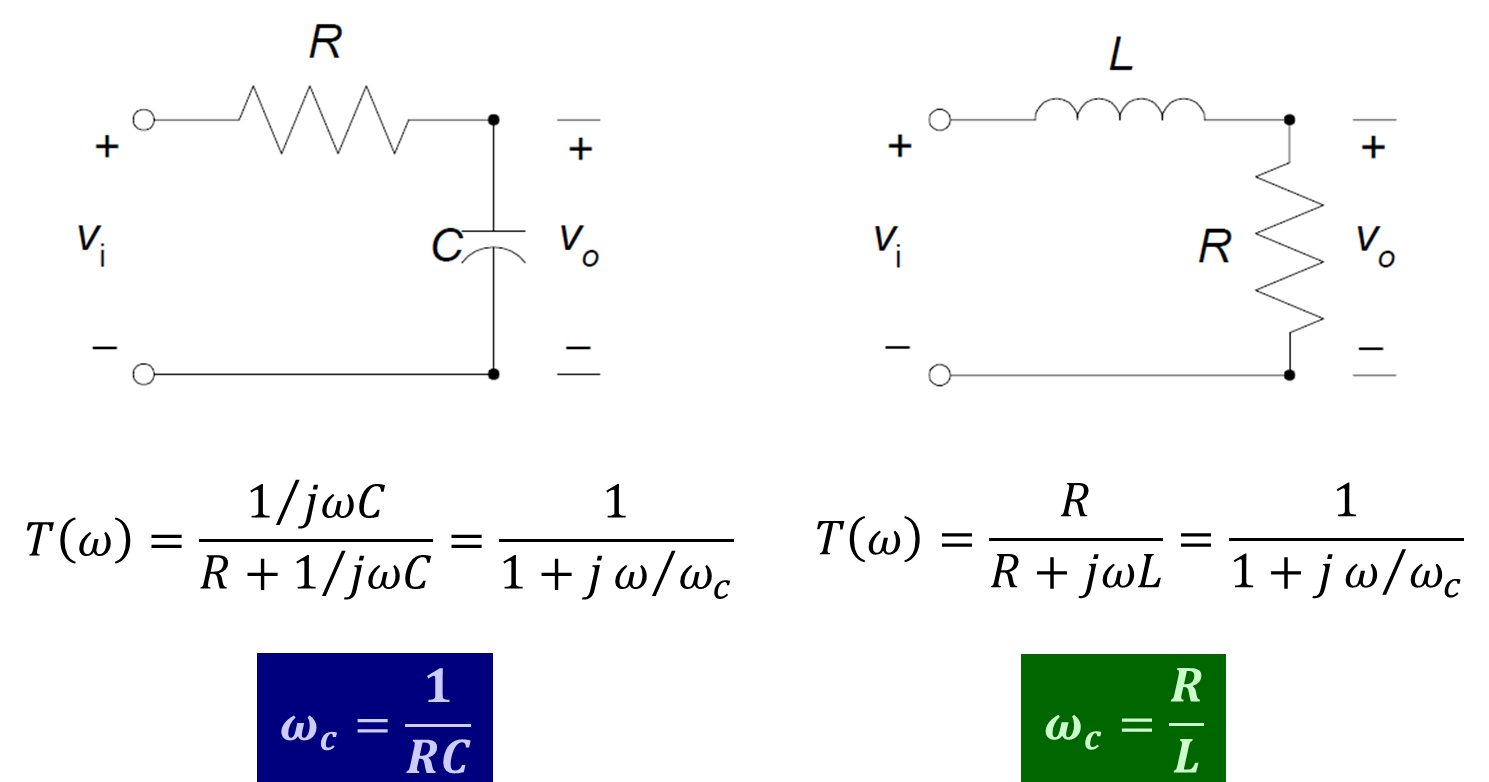 R
+
v_i
−
C
+
v_o
−
L
+
v_i
−
R
+
v_o
−
T(ω) = (1/jωC)/(R + 1/jωC) = 1/(1 + j ω/ω_c)
T(ω) = R/(R + jωL) = 1/(1 + j ω/ω_c)
ω_c = 1/RC
ω_c = R/L